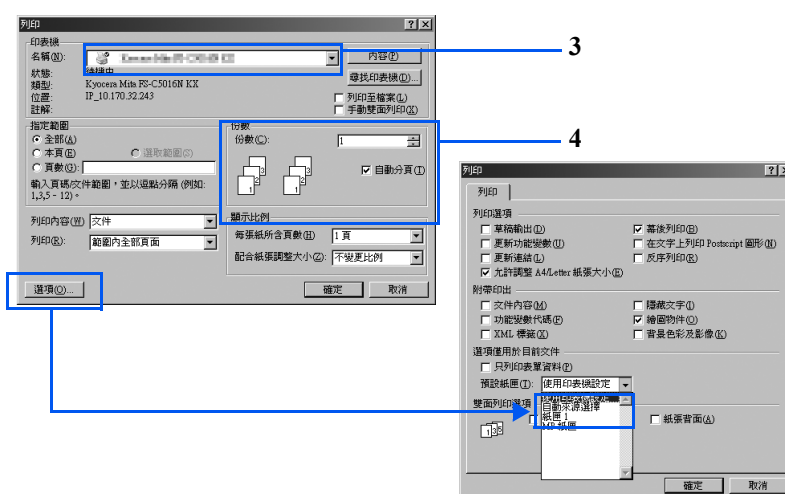 列印
印表機
名稱(N):
內容(P)
3
狀態:
待機中
尋找印表機(D)...
類型:
Kyocera Mita FS-C5016N KX
位置:
IP_10.170.32.243
列印至檔案(L)
註解:
手動雙面列印(X)
指定範圍
全部(A)
本頁(E)
選取範圍(S)
頁數(G):
輸入頁碼/文件範圍，並以逗點分隔 (例如:
1,3,5 - 12)。
份數
份數(C):
1
4
自動分頁(T)
1
2
3
1
2
3
列印內容(W)
文件
列印(R):
範圍內全部頁面
顯示比例
每張紙所含頁數(H)
1 頁
配合紙張調整大小(Z):
不變更比例
選項(O)...
確定
取消
列印
列印
列印選項
草稿輸出(D)
幕後列印(B)
更新功能變數(U)
在文字上列印 Postscript 圖形(N)
更新連結(L)
反序列印(R)
允許調整 A4/Letter 紙張大小(E)
附帶印出
文件內容(M)
隱藏文字(I)
功能變數代碼(F)
繪圖物件(O)
XML 標籤(X)
背景色彩及影像(K)
選項僅用於目前文件
只列印表單資料(P)
預設紙匣(T):
使用印表機設定
自動來源選擇
紙匣 1
MP 紙匣
雙面列印選項
1 3 5
紙張背面(A)
確定
取消